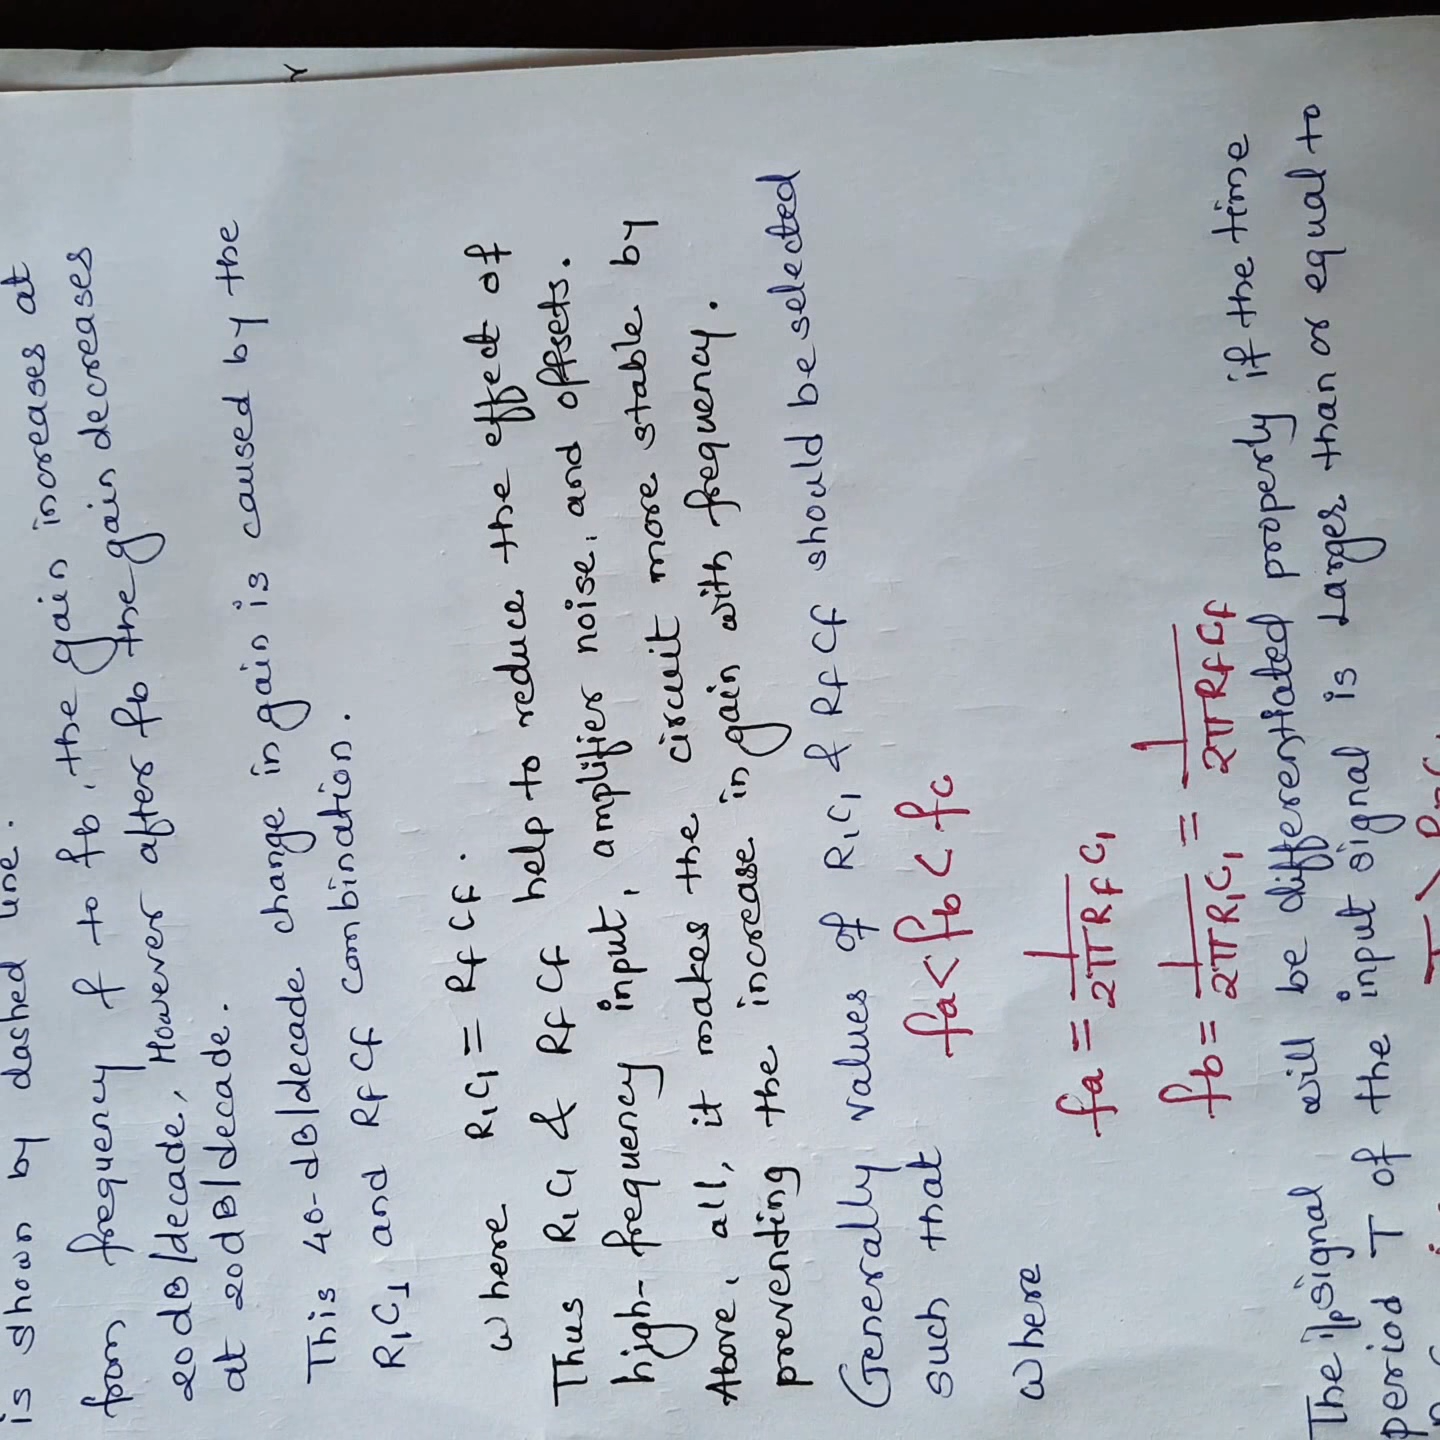 is shown by dashed line.
from frequency f to fb, the gain increases at
20dB/decade, However after fb the gain decreases
at 20dB/decade.
This 40-dB/decade change in gain is caused by the
R1C1 and RFCF combination.
where R1C1 = RFCF.
Thus R1C1 & RFCF help to reduce the effect of
high-frequency input, amplifier noise, and offsets.
Above, all, it makes the circuit more stable by
preventing the increase in gain with frequency.
Generally values of R1C1 & RFCF should be selected
such that
fa < fb < fc
where
fa = 1/2πRFC1
fb = 1/2πR1C1 = 1/2πRFCF
The i/p signal will be differentiated properly if the time
period T of the input signal is Larger than or equal to